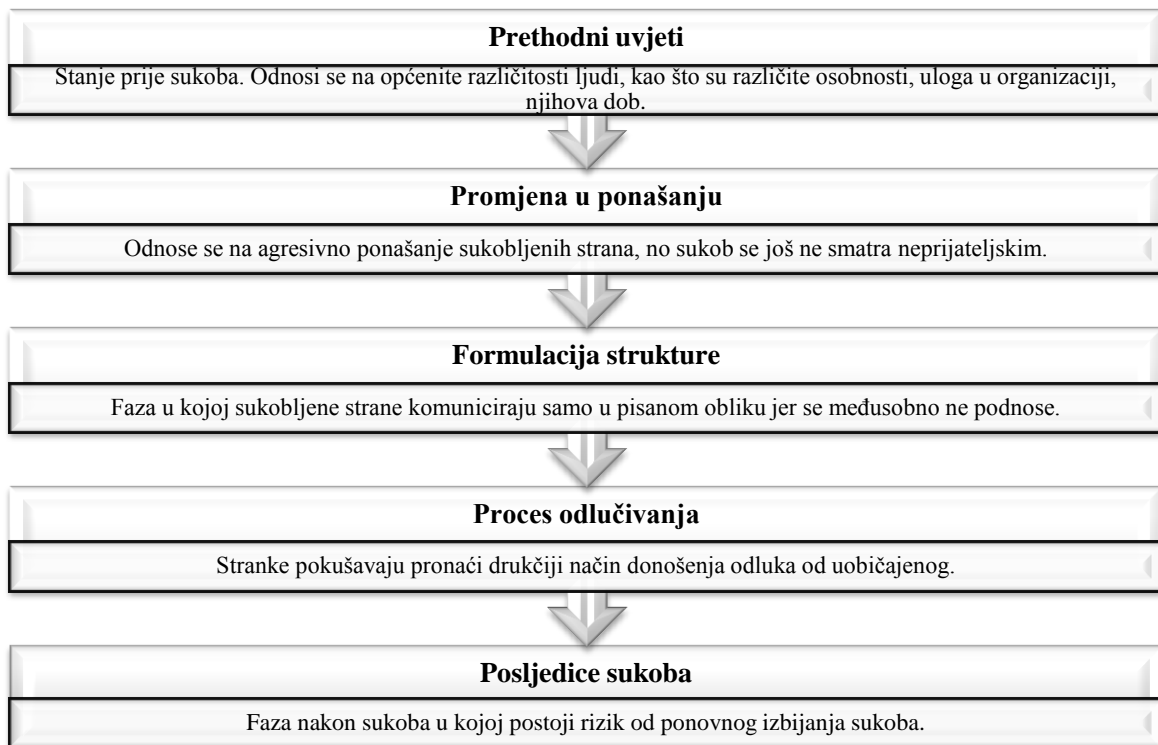 Prethodni uvjeti
Stanje prije sukoba. Odnosi se na općenite različitosti ljudi, kao što su različite osobnosti, uloga u organizaciji,
njihova dob.
Promjena u ponašanju
Odnose se na agresivno ponašanje sukobljenih strana, no sukob se još ne smatra neprijateljskim.
Formulacija strukture
Faza u kojoj sukobljene strane komuniciraju samo u pisanom obliku jer se međusobno ne podnose.
Proces odlučivanja
Stranke pokušavaju pronaći drukčiji način donošenja odluka od uobičajenog.
Posljedice sukoba
Faza nakon sukoba u kojoj postoji rizik od ponovnog izbijanja sukoba.